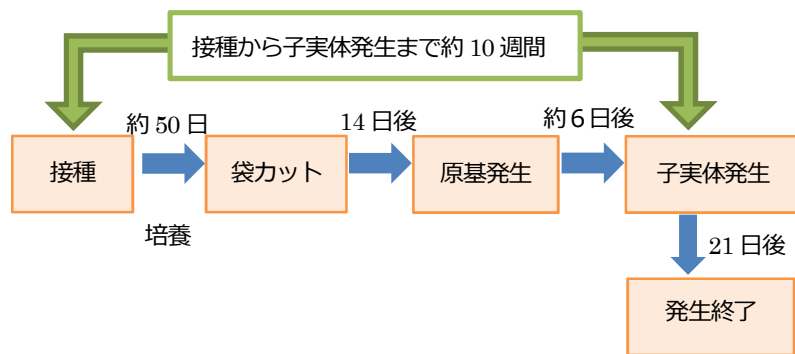 接種から子実体発生まで約 10 週間
約 50 日
14 日後
約 6 日後
接種
袋カット
原基発生
子実体発生
培養
21 日後
発生終了